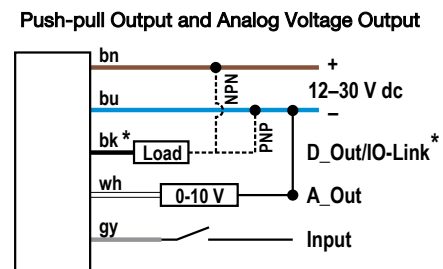 Push-pull Output and Analog Voltage Output
bn
+
NPN
12–30 V dc
bu
–
PNP
bk*
Load
D_Out/IO-Link*
wh
0-10 V
A_Out
gy
Input